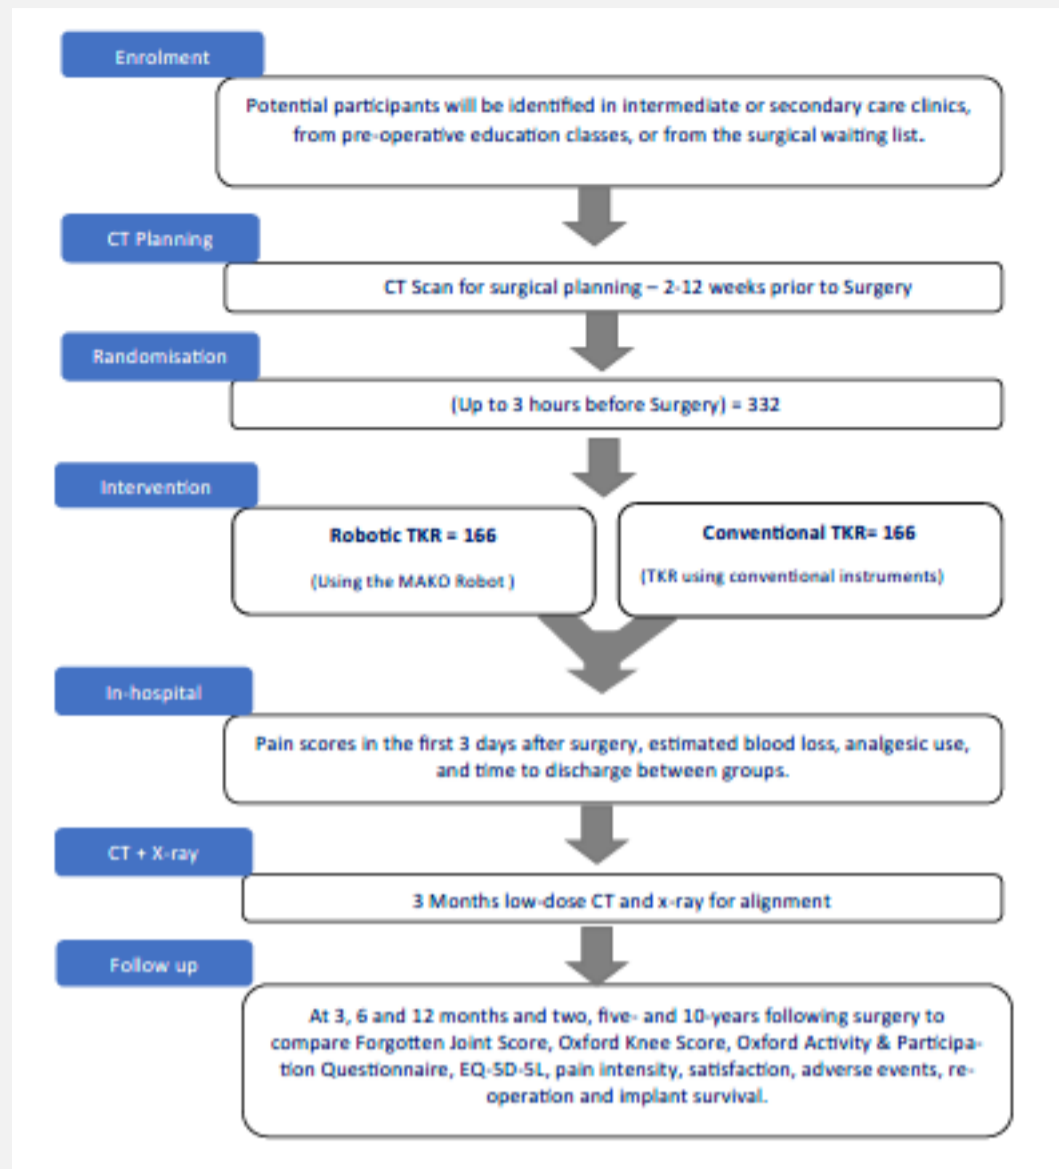 Enrolment
Potential participants will be identified in intermediate or secondary care clinics,
from pre-operative education classes, or from the surgical waiting list.
CT Planning
CT Scan for surgical planning – 2-12 weeks prior to Surgery
Randomisation
(Up to 3 hours before Surgery) = 332
Intervention
Robotic TKR = 166
(Using the MAKO Robot )
Conventional TKR= 166
(TKR using conventional instruments)
In-hospital
Pain scores in the first 3 days after surgery, estimated blood loss, analgesic use,
and time to discharge between groups.
CT + X-ray
3 Months low-dose CT and x-ray for alignment
Follow up
At 3, 6 and 12 months and two, five- and 10-years following surgery to
compare Forgotten Joint Score, Oxford Knee Score, Oxford Activity & Participa-
tion Questionnaire, EQ-5D-5L, pain intensity, satisfaction, adverse events, re-
operation and implant survival.